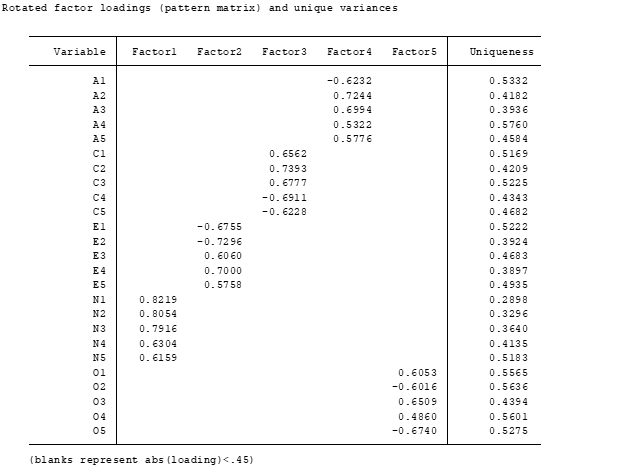 Rotated factor loadings (pattern matrix) and unique variances
Variable Factor1 Factor2 Factor3 Factor4 Factor5 Uniqueness
A1 -0.6232 0.5332
A2 0.7244 0.4182
A3 0.6994 0.3936
A4 0.5322 0.5760
A5 0.5776 0.4584
C1 0.6562 0.5169
C2 0.7393 0.4209
C3 0.6777 0.5225
C4 -0.6911 0.4343
C5 -0.6228 0.4682
E1 -0.6755 0.5222
E2 -0.7296 0.3924
E3 0.6060 0.4683
E4 0.7000 0.3897
E5 0.5758 0.4935
N1 0.8219 0.2898
N2 0.8054 0.3296
N3 0.7916 0.3640
N4 0.6304 0.4135
N5 0.6159 0.5183
O1 0.6053 0.5565
O2 -0.6016 0.5636
O3 0.6509 0.4394
O4 0.4860 0.5601
O5 -0.6740 0.5275
(blanks represent abs(loading)<.45)